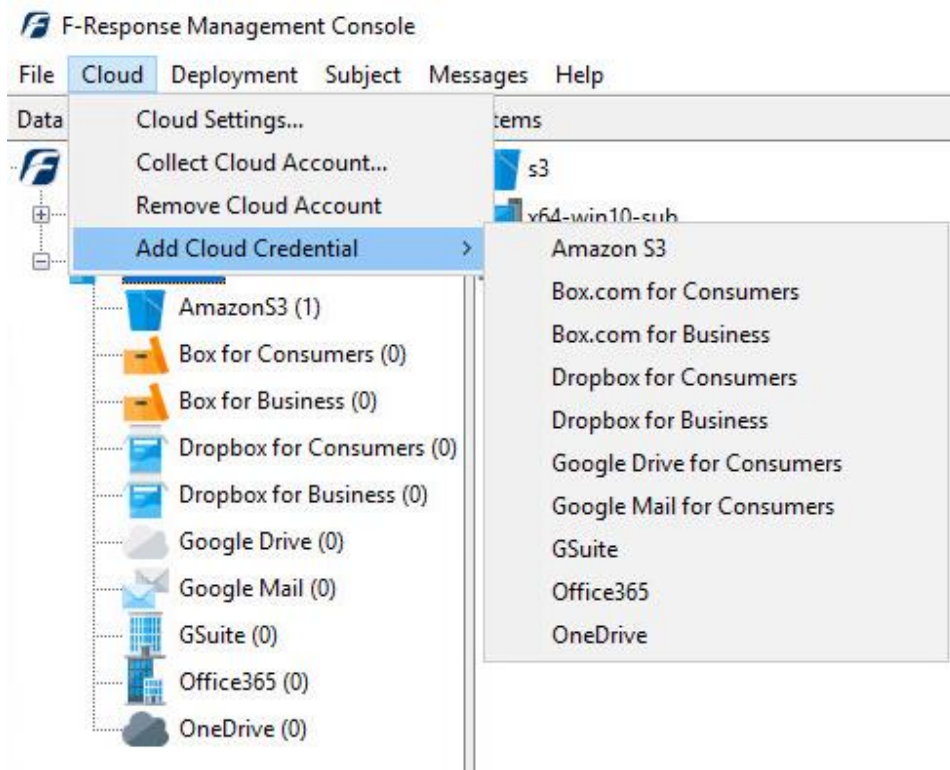 F-Response Management Console
File Cloud Deployment Subject Messages Help
Data
tems
Cloud Settings...
Collect Cloud Account...
Remove Cloud Account
Add Cloud Credential >
s3
x64-win10-sub
Amazon S3
Box.com for Consumers
Box.com for Business
Dropbox for Consumers
Dropbox for Business
Google Drive for Consumers
Google Mail for Consumers
GSuite
Office365
OneDrive
AmazonS3 (1)
Box for Consumers (0)
Box for Business (0)
Dropbox for Consumers (0)
Dropbox for Business (0)
Google Drive (0)
Google Mail (0)
GSuite (0)
Office365 (0)
OneDrive (0)